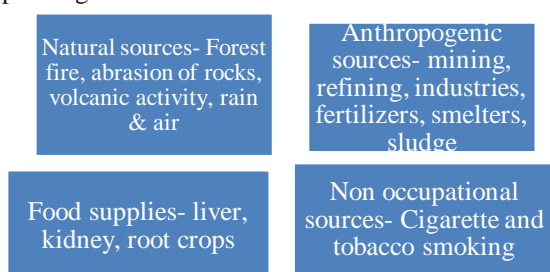 Natural sources- Forest
fire, abrasion of rocks,
volcanic activity, rain
& air
Anthropogenic
sources- mining,
refining, industries,
fertilizers, smelters,
sludge
Food supplies- liver,
kidney, root crops
Non occupational
sources- Cigarette and
tobacco smoking